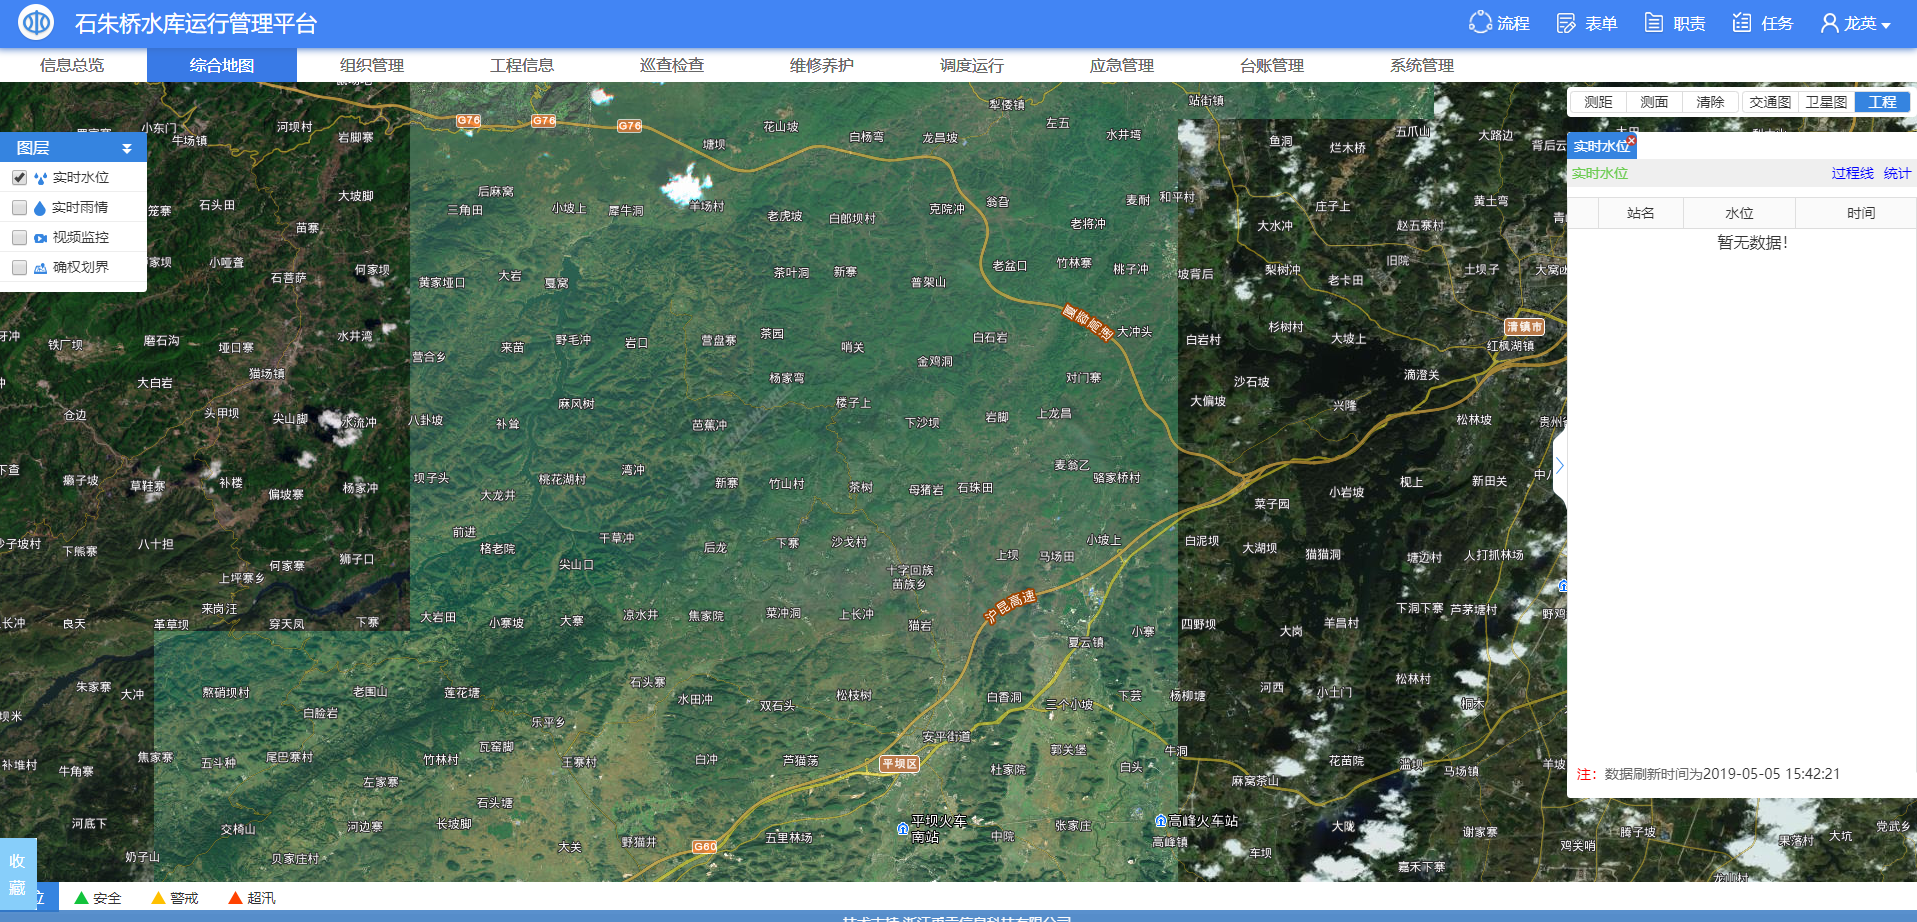 石朱桥水库运行管理平台
流程
表单
职责
任务
龙英
信息总览
综合地图
组织管理
工程信息
巡查检查
维修养护
调度运行
应急管理
台账管理
系统管理
测距
测面
清除
交通图
卫星图
工程
图层
实时水位
实时雨情
视频监控
确权划界
实时水位
实时水位
过程线 统计
站名
水位
时间
暂无数据!
注：数据刷新时间为2019-05-05 15:42:21
G76
G76
G76
犁倭镇
站街镇
左五
水井塆
花山坡
白杨弯
龙昌坡
塘坝
小东门
河坝村
牛场镇
岩脚寨
鱼洞
烂木桥
五爪山
大路边
后麻窝
三角田
小坡上
犀牛洞
羊场村
老虎坡
白郎坝村
克院冲
翁旮
麦耐
和平村
老将冲
大坡脚
石头田
苗寨
庄子上
黄土弯
大水冲
赵五寨村
小哑聋
石菩萨
何家坝
黄家垭口
大岩
戛窝
茶叶洞
新寨
普架山
老盆口
竹林寨
桃子冲
坡背后
梨树冲
老卡田
旧院
土坝子
厦蓉高速
大冲头
清镇市
红枫湖镇
铁厂坝
磨石沟
垭口寨
水井湾
猫场镇
大白岩
营合乡
来苗
野毛冲
岩口
营盘寨
茶园
哨关
白石岩
金鸡洞
杨家弯
对门寨
白岩村
杉树村
大坡上
沙石坡
滴澄关
仓边
头甲坝
尖山脚
水流冲
八卦坡
补耸
麻风树
芭蕉冲
楼子上
下沙坝
岩脚
上龙昌
大偏坡
兴隆
松林坡
癞子坡
草鞋寨
补楼
偏坡寨
杨家冲
坝子头
大龙井
桃花湖村
湾冲
新寨
竹山村
茶树
母猪岩
石珠田
麦翁乙
骆家桥村
菜子园
小岩坡
枧上
新田关
下熊寨
八十担
何家寨
上坪寨乡
狮子口
前进
格老院
干草冲
尖山口
后龙
下寨
沙戈村
十字回族
苗族乡
上坝
马场田
小坡上
白泥坝
大湖坝
猫猫洞
塘边村
人打抓林场
沪昆高速
良天
来岗汪
革草坝
穿天凤
下寨
大岩田
小寨坡
大寨
凉水井
焦家院
菜冲洞
上长冲
猫岩
夏云镇
小寨
四野坝
大岗
羊昌村
下洞下寨
芦茅塘村
朱家寨
大冲
熬硝坝村
白脸岩
老围山
莲花塘
乐平乡
石头寨
水田冲
双石头
松枝树
白香洞
三个小坡
下芸
杨柳塘
河西
小土门
松林村
桐木
焦家寨
牛角寨
五斗种
尾巴寨村
左家寨
竹林村
瓦窑脚
王寨村
白冲
芦猫荡
安平街道
平坝区
郭关堡
杜家院
白头
牛洞
麻窝茶山
花苗院
马场镇
河底下
交椅山
河边寨
长坡脚
石头塘
奶子山
贝家庄村
大关
野猫井
G60
五里林场
平坝火车
南站
中院
张家庄
高峰火车站
高峰镇
车坝
大陇
嘉禾下寨
谢家寨
鸡关哨
腾子坡
果落村
大坑
党武乡
收
藏
安全
警戒
超汛